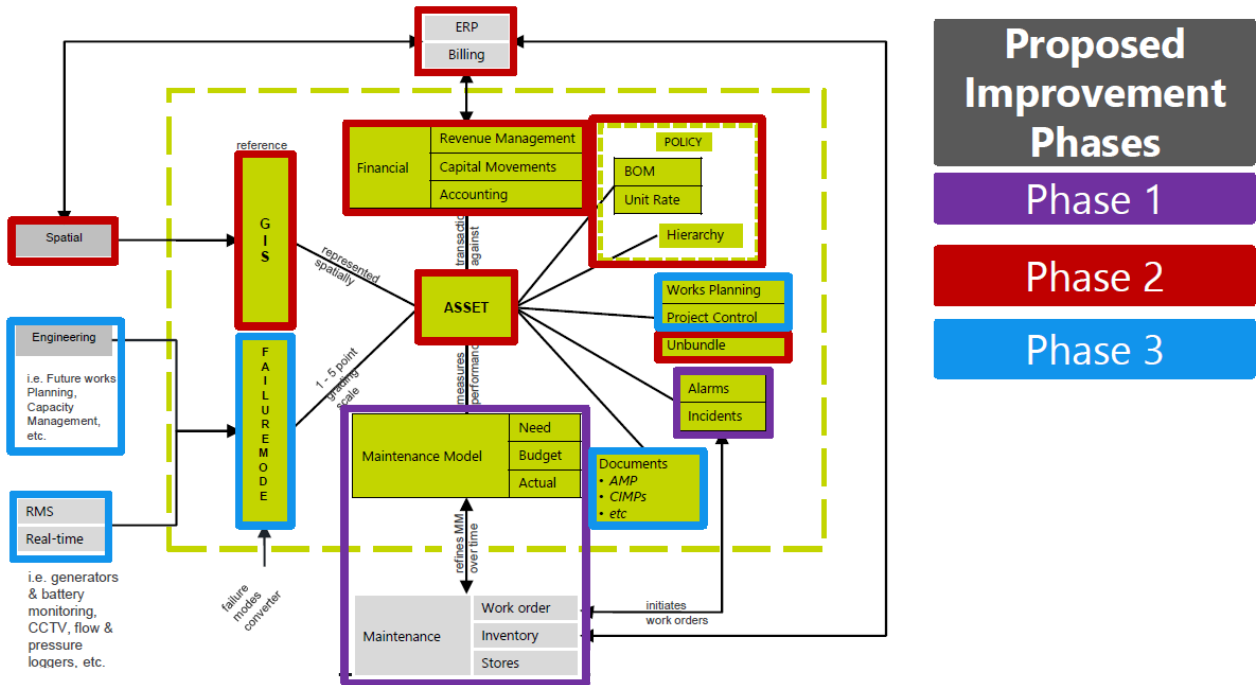 ERP
Billing
Proposed
Improvement
Phases
Phase 1
Phase 2
Phase 3
reference
GIS
Financial
Revenue Management
Capital Movements
Accounting
POLICY
BOM
Unit Rate
Hierarchy
Spatial
represented
spatially
transaction
against
ASSET
Works Planning
Project Control
Unbundle
Engineering
i.e. Future works
Planning,
Capacity
Management,
etc.
FAILUREMODE
1 - 5 point
grading
scale
measures
performance
Alarms
Incidents
Maintenance Model
Need
Budget
Actual
Documents
• AMP
• CIMPs
• etc
RMS
Real-time
i.e. generators
& battery
monitoring,
CCTV, flow &
pressure
loggers, etc.
failure
modes
converter
refines MM
over time
Maintenance
Work order
Inventory
Stores
initiates
work orders